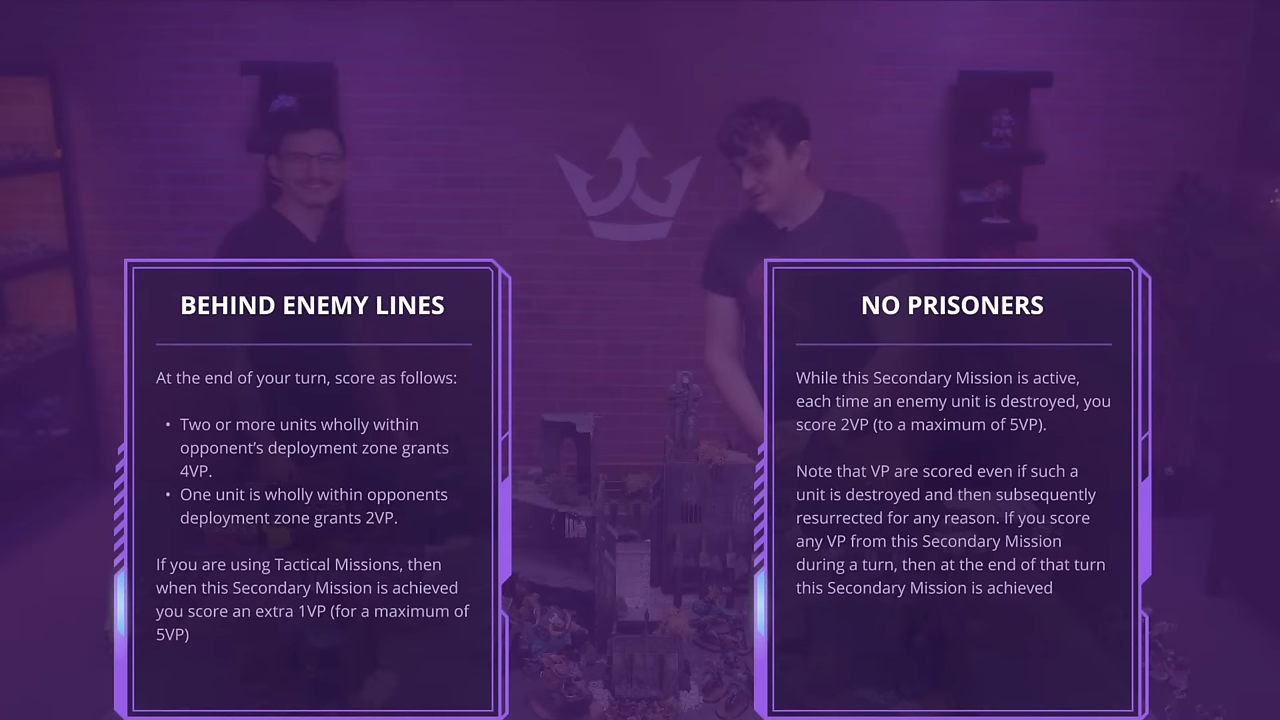 BEHIND ENEMY LINES
At the end of your turn, score as follows:
• Two or more units wholly within
opponent’s deployment zone grants
4VP.
• One unit is wholly within opponents
deployment zone grants 2VP.
If you are using Tactical Missions, then
when this Secondary Mission is achieved
you score an extra 1VP (for a maximum of
5VP)
NO PRISONERS
While this Secondary Mission is active,
each time an enemy unit is destroyed, you
score 2VP (to a maximum of 5VP).
Note that VP are scored even if such a
unit is destroyed and then subsequently
resurrected for any reason. If you score
any VP from this Secondary Mission
during a turn, then at the end of that turn
this Secondary Mission is achieved